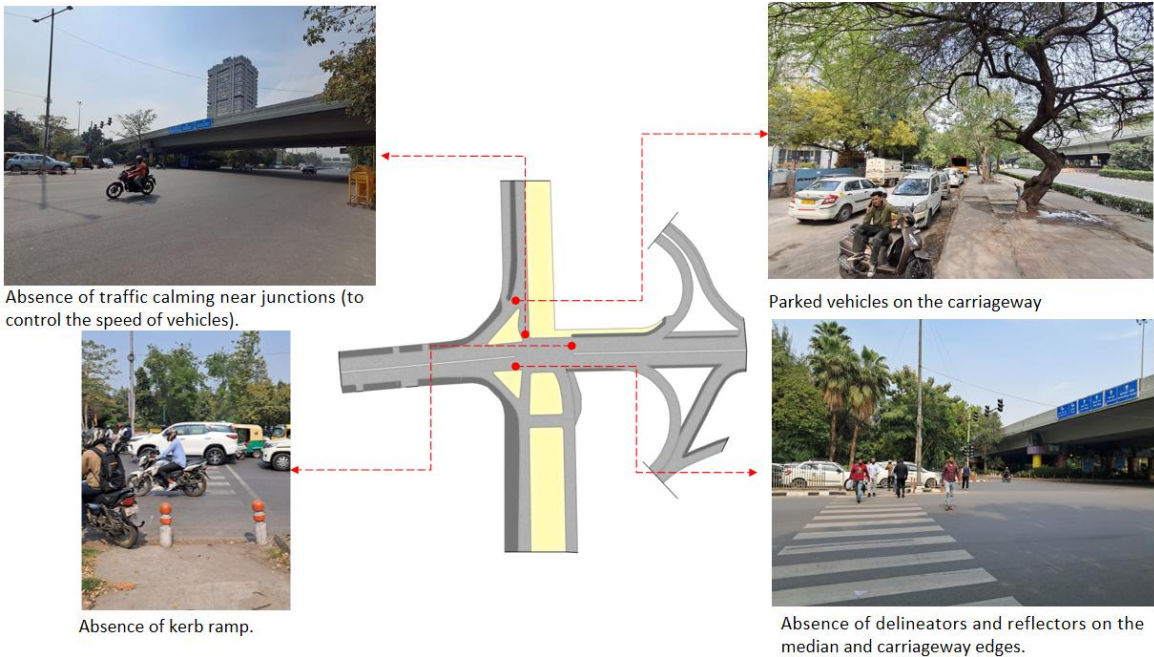 Absence of traffic calming near junctions (to
control the speed of vehicles).
Parked vehicles on the carriageway
Absence of kerb ramp.
Absence of delineators and reflectors on the
median and carriageway edges.